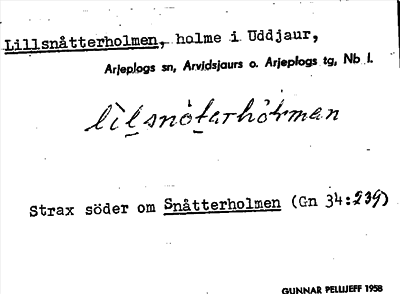 Lillsnåtterholmen, holme i Uddjaur,
Arjeplogs sn, Arvidsjaurs o. Arjeplogs tg, Nb l.
lìlsnòtarhólman
Strax söder om Snåtterholmen (Gn 34:239)
GUNNAR PELLIJEFF 1958